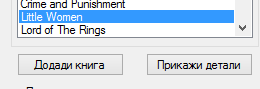 Crime and Punishment
Little Women
Lord of The Rings
Додади книга
Прикажи детали